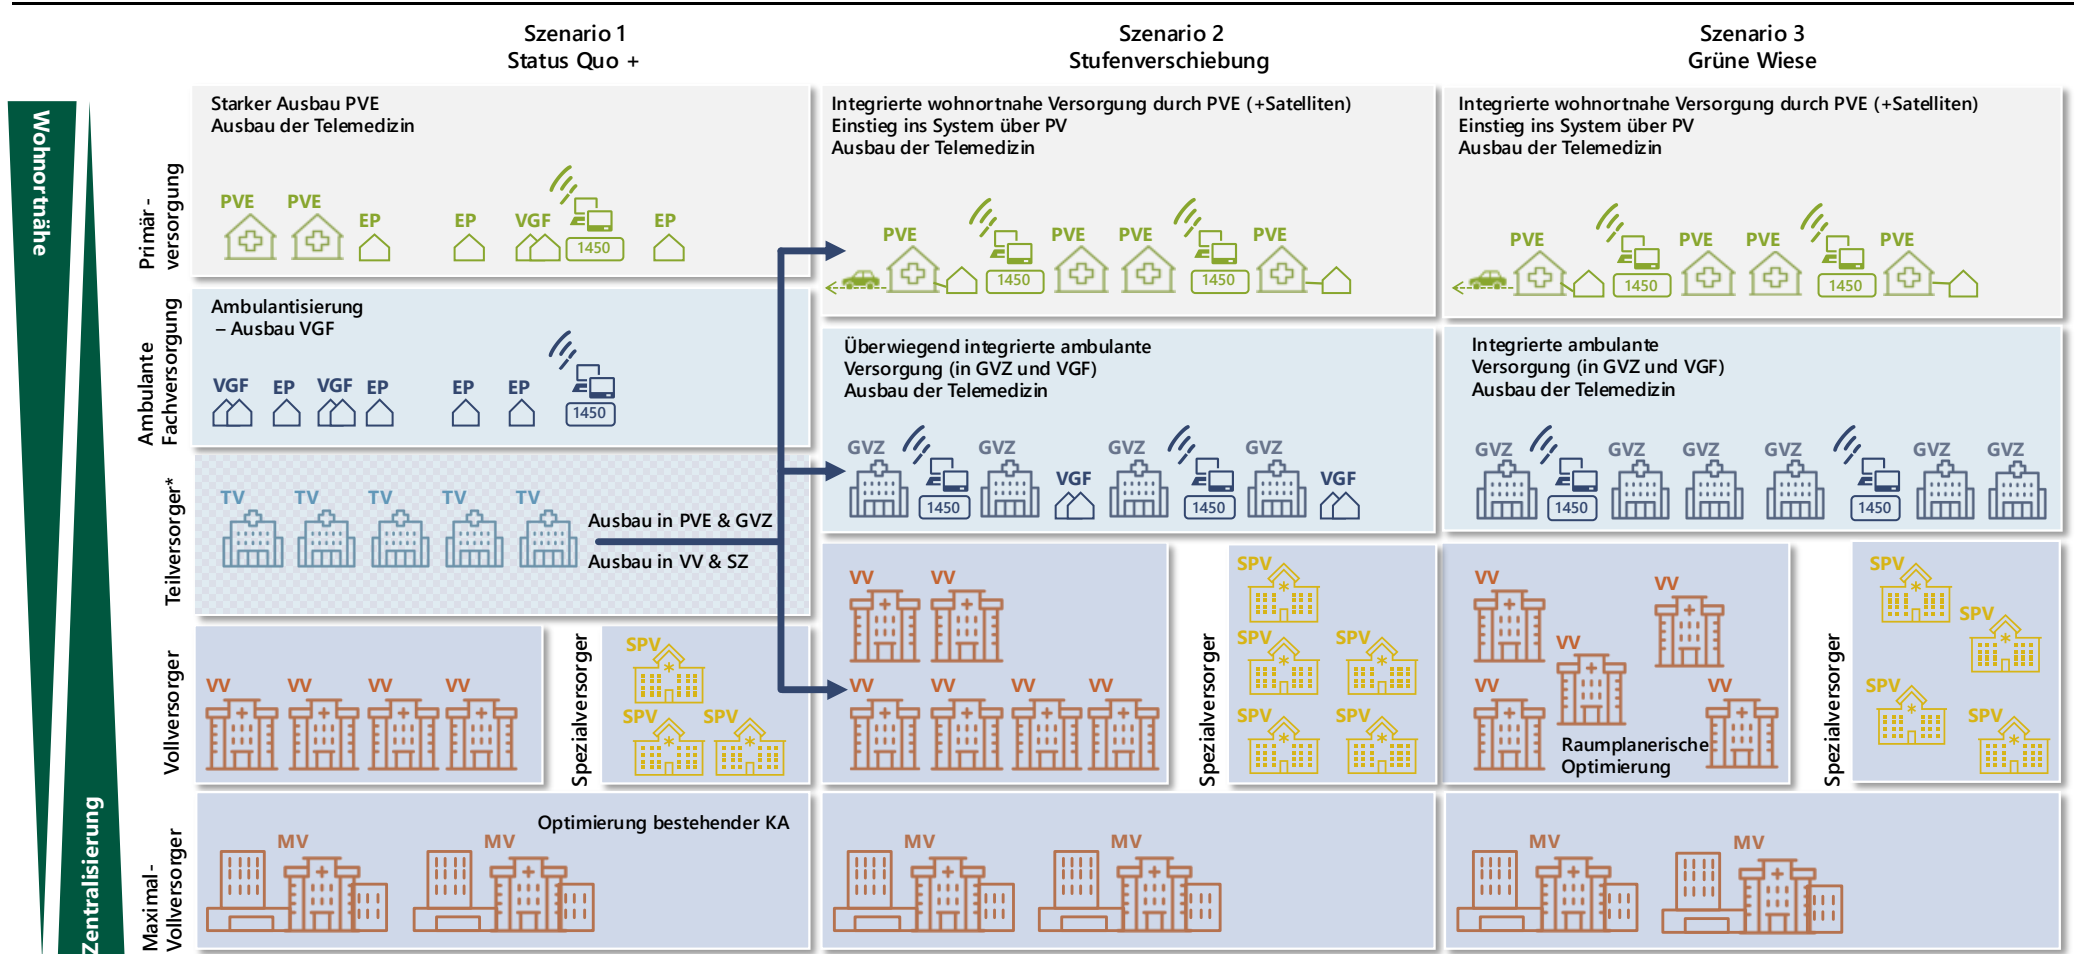 Szenario 1
Status Quo +
Szenario 2
Stufenverschiebung
Szenario 3
Grüne Wiese
Wohnortnähe
Zentralisierung
Primär-
versorgung
Starker Ausbau PVE
Ausbau der Telemedizin
PVE
PVE
EP
EP
VGF
1450
EP
Integrierte wohnortnahe Versorgung durch PVE (+Satelliten)
Einstieg ins System über PV
Ausbau der Telemedizin
PVE
1450
PVE
PVE
1450
PVE
Integrierte wohnortnahe Versorgung durch PVE (+Satelliten)
Einstieg ins System über PV
Ausbau der Telemedizin
PVE
1450
PVE
PVE
1450
PVE
Ambulante
Fachversorgung
Ambulantisierung
– Ausbau VGF
VGF
EP
VGF
EP
EP
EP
1450
Überwiegend integrierte ambulante
Versorgung (in GVZ und VGF)
Ausbau der Telemedizin
GVZ
1450
GVZ
VGF
GVZ
1450
GVZ
VGF
Integrierte ambulante
Versorgung (in GVZ und VGF)
Ausbau der Telemedizin
GVZ
1450
GVZ
GVZ
GVZ
1450
GVZ
GVZ
Teilversorger*
TV
TV
TV
TV
TV
Ausbau in PVE & GVZ
Ausbau in VV & SZ
Vollversorger
VV
VV
VV
VV
Spezialversorger
SPV
SPV
SPV
VV
VV
VV
VV
VV
VV
Spezialversorger
SPV
SPV
SPV
SPV
SPV
VV
VV
VV
VV
VV
Raumplanerische
Optimierung
Spezialversorger
SPV
SPV
SPV
SPV
Maximal-
Vollversorger
Optimierung bestehender KA
MV
MV
MV
MV
MV
MV